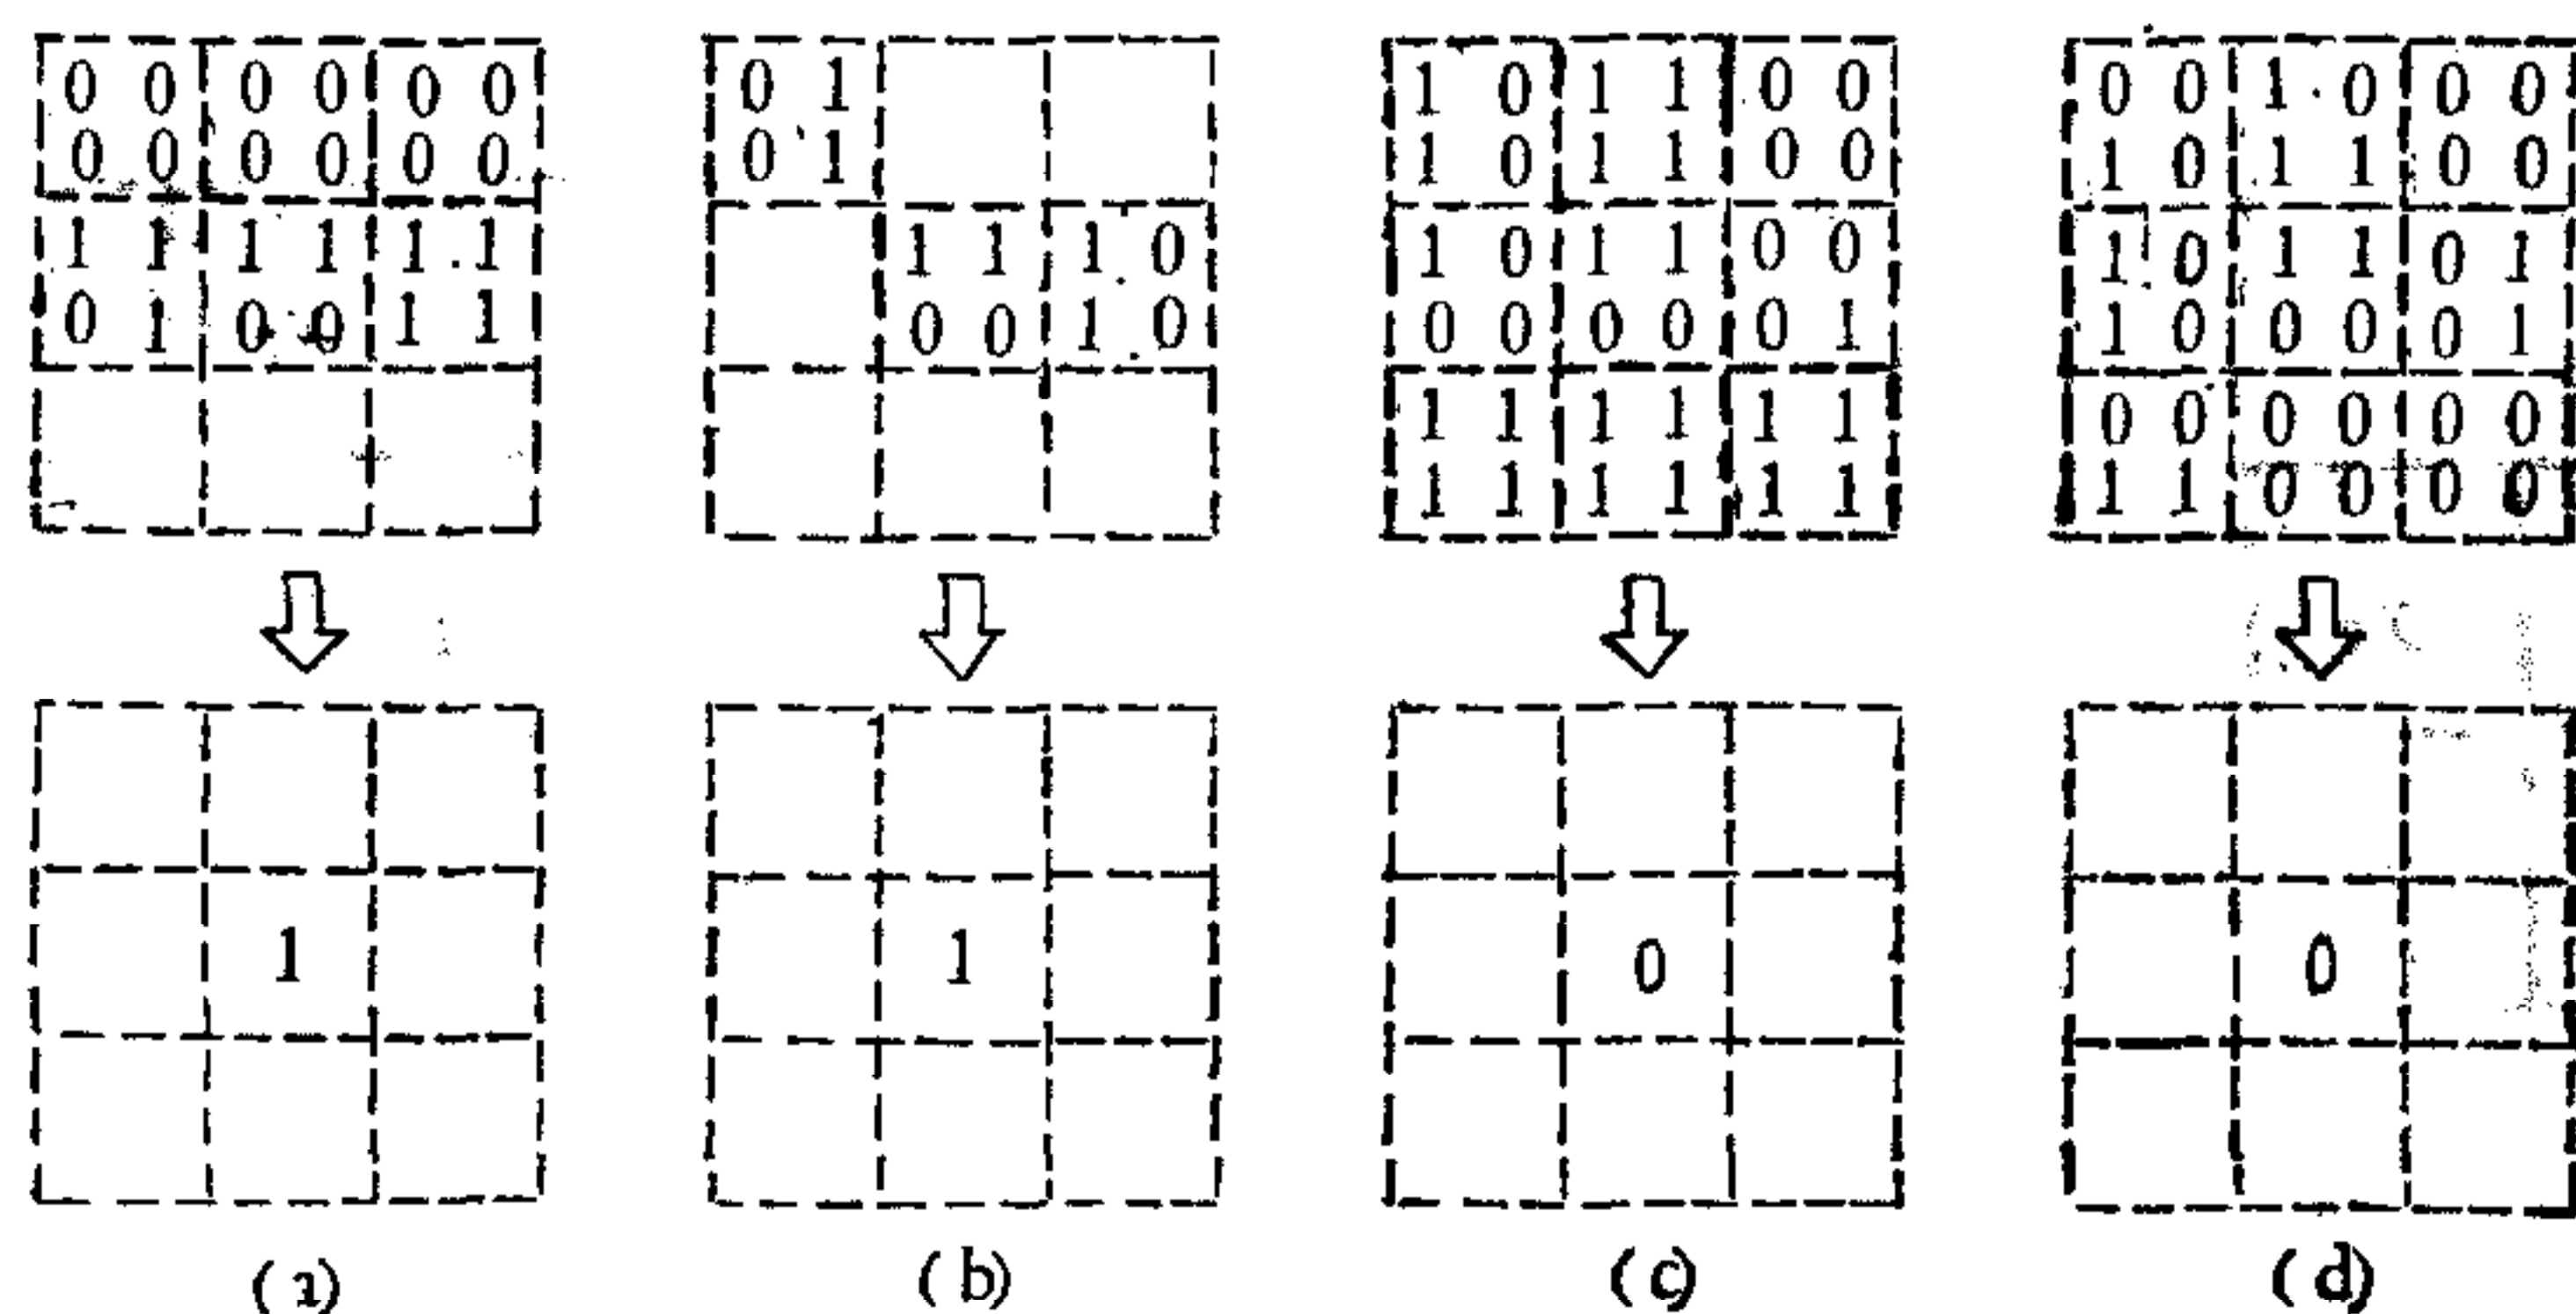 0 0 0 0 0 0
0 0 0 0 0 0
1 1 1 1 1 1
0 1 0 0 1 1
0 1
0 1
1 1 1 0
0 0 1 0
1 0 1 1 0 0
1 0 1 1 0 0
1 0 1 1 0 0
0 0 0 0 0 1
1 1 1 1 1 1
1 1 1 1 1 1
0 0 1 0 0 0
1 0 1 1 0 0
1 0 1 1 0 1
1 0 0 0 0 1
0 0 0 0 0 0
1 1 0 0 0 0
1
1
0
0
(a)
(b)
(c)
(d)